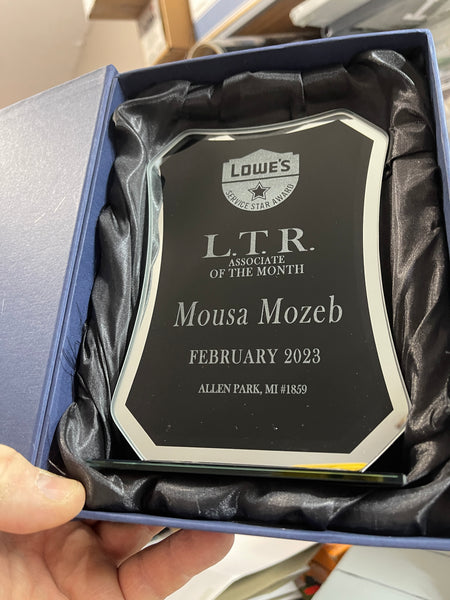 LOWE'S
SERVICE STAR AWARD
L.T.R.
ASSOCIATE
OF THE MONTH
Mousa Mozeb
FEBRUARY 2023
ALLEN PARK, MI #1859